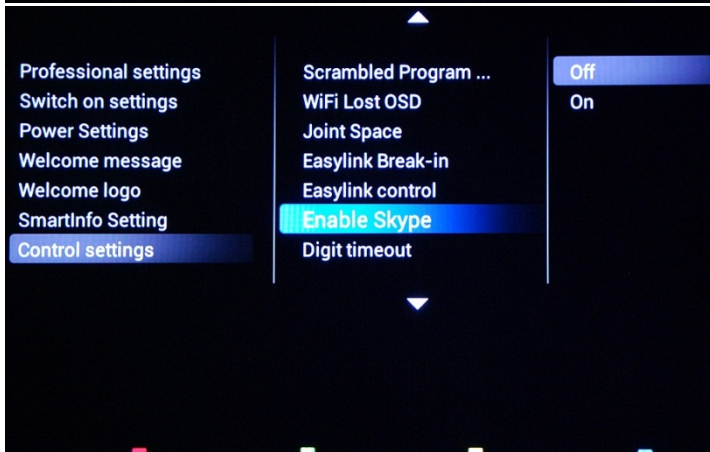 Professional settings
Switch on settings
Power Settings
Welcome message
Welcome logo
SmartInfo Setting
Control settings
Scrambled Program ...
WiFi Lost OSD
Joint Space
Easylink Break-in
Easylink control
Enable Skype
Digit timeout
Off
On